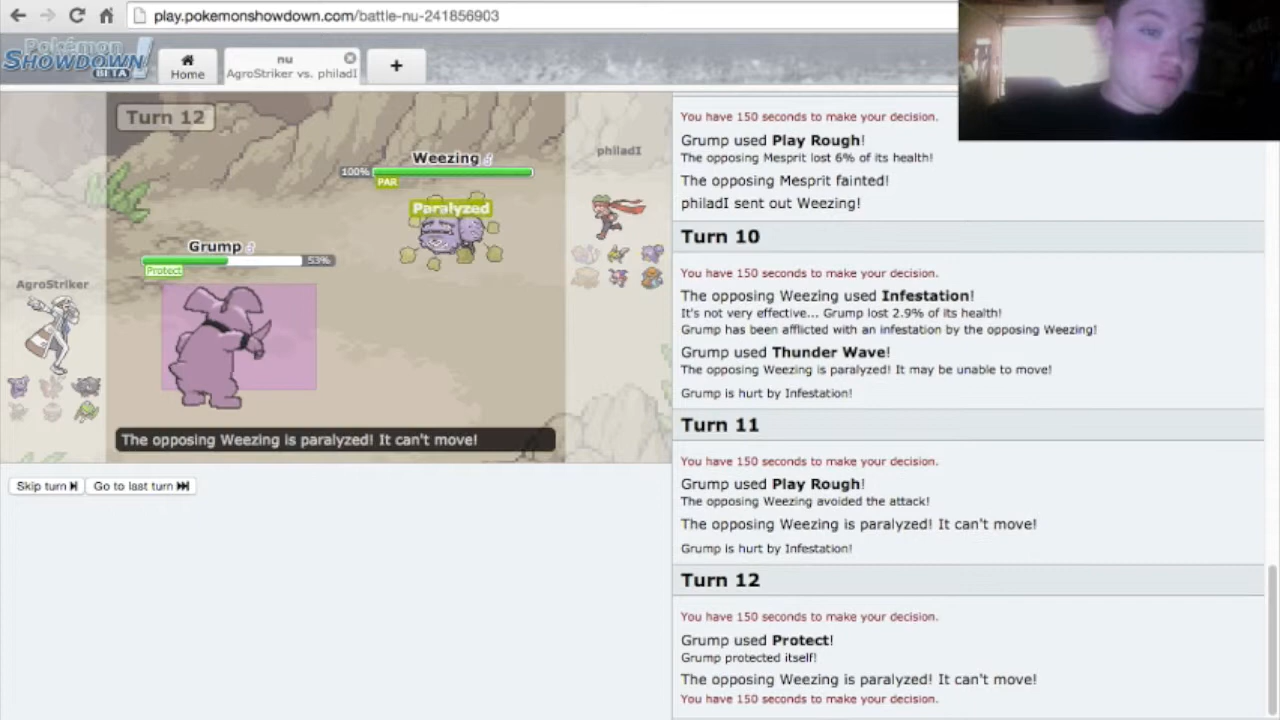 play.pokemonshowdown.com/battle-nu-241856903
Pokémon
SHOWDOWN!
BETA
Home
nu
AgroStriker vs. philadI
+
Turn 12
Weezing
100%
PAR
Paralyzed
philadI
Grump
53%
Protect
AgroStriker
The opposing Weezing is paralyzed! It can't move!
Skip turn
Go to last turn
You have 150 seconds to make your decision.
Grump used Play Rough!
The opposing Mesprit lost 6% of its health!
The opposing Mesprit fainted!
philadI sent out Weezing!
Turn 10
You have 150 seconds to make your decision.
The opposing Weezing used Infestation!
It's not very effective... Grump lost 2.9% of its health!
Grump has been afflicted with an infestation by the opposing Weezing!
Grump used Thunder Wave!
The opposing Weezing is paralyzed! It may be unable to move!
Grump is hurt by Infestation!
Turn 11
You have 150 seconds to make your decision.
Grump used Play Rough!
The opposing Weezing avoided the attack!
The opposing Weezing is paralyzed! It can't move!
Grump is hurt by Infestation!
Turn 12
You have 150 seconds to make your decision.
Grump used Protect!
Grump protected itself!
The opposing Weezing is paralyzed! It can't move!
You have 150 seconds to make your decision.